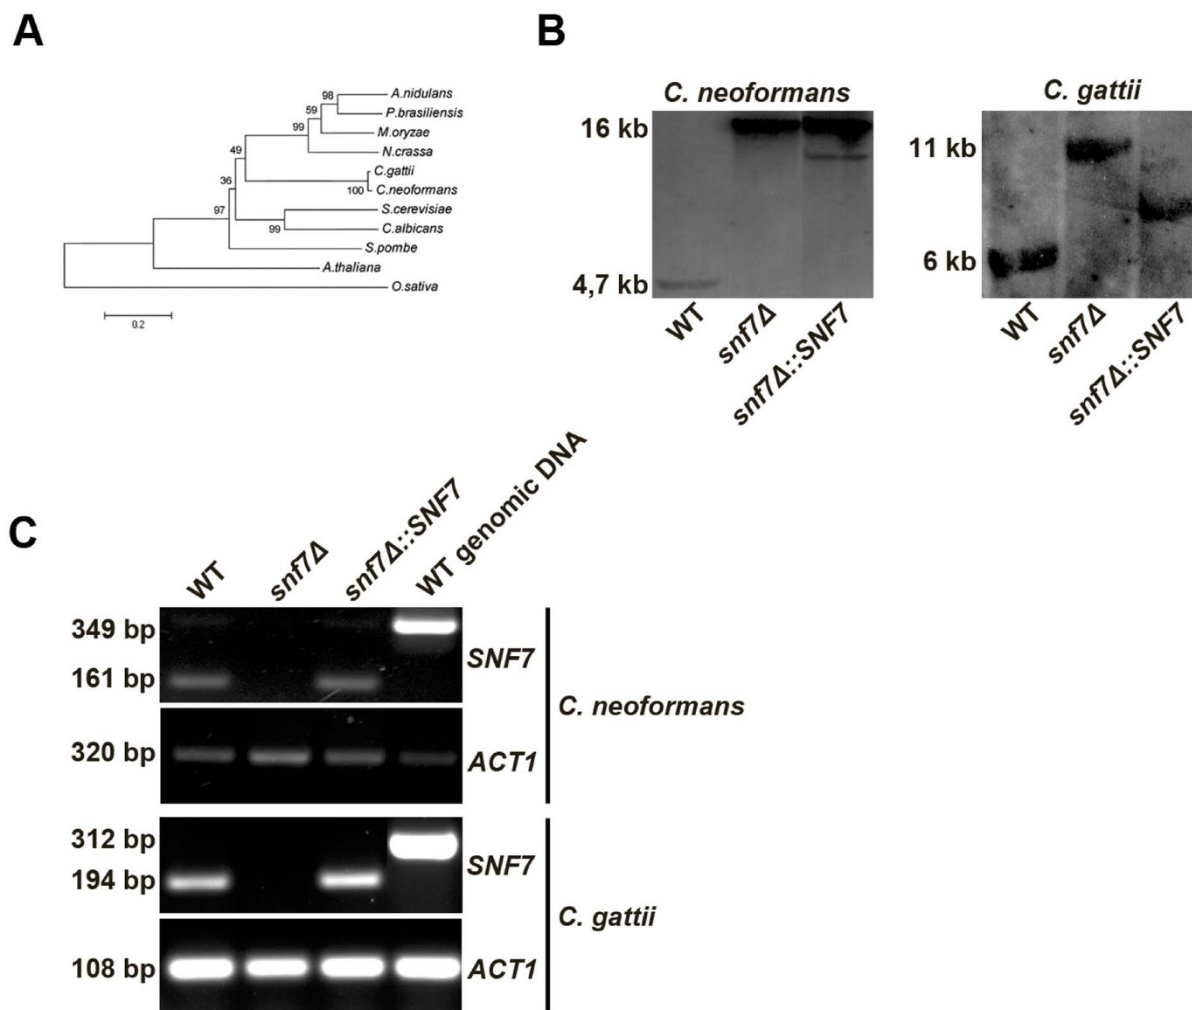 A
98
A.nidulans
59
P.brasiliensis
99
M.oryzae
N.crassa
49
C.gattii
36
100
C.neoformans
S.cerevisiae
97
99
C.albicans
S.pombe
A.thaliana
O.sativa
0.2
B
C. neoformans
16 kb
4,7 kb
WT
snf7Δ
snf7Δ::SNF7
C. gattii
11 kb
6 kb
WT
snf7Δ
snf7Δ::SNF7
C
WT
snf7Δ
snf7Δ::SNF7
WT genomic DNA
349 bp
161 bp
SNF7
320 bp
ACT1
C. neoformans
312 bp
194 bp
SNF7
108 bp
ACT1
C. gattii